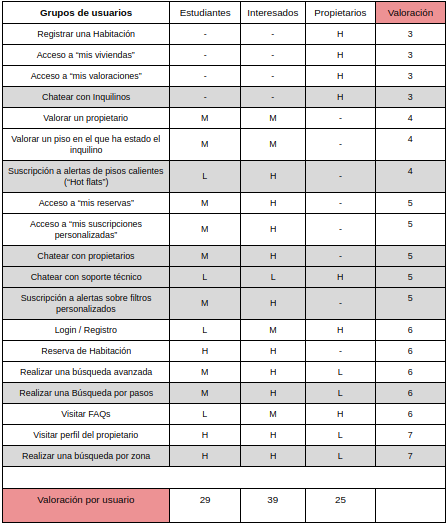 Grupos de usuarios Estudiantes Interesados Propietarios Valoración
Registrar una Habitación - - H 3
Acceso a “mis viviendas” - - H 3
Acceso a “mis valoraciones” - - H 3
Chatear con Inquilinos - - H 3
Valorar un propietario M M - 4
Valorar un piso en el que ha estado el
inquilino M M - 4
Suscripción a alertas de pisos calientes
(“Hot flats”) L H - 4
Acceso a “mis reservas” M H - 5
Acceso a “mis suscripciones
personalizadas” M H - 5
Chatear con propietarios M H - 5
Chatear con soporte técnico L L H 5
Suscripción a alertas sobre filtros
personalizados M H - 5
Login / Registro L M H 6
Reserva de Habitación H H - 6
Realizar una búsqueda avanzada M H L 6
Realizar una Búsqueda por pasos M H L 6
Visitar FAQs L M H 6
Visitar perfil del propietario H H L 7
Realizar una búsqueda por zona H H L 7
Valoración por usuario 29 39 25